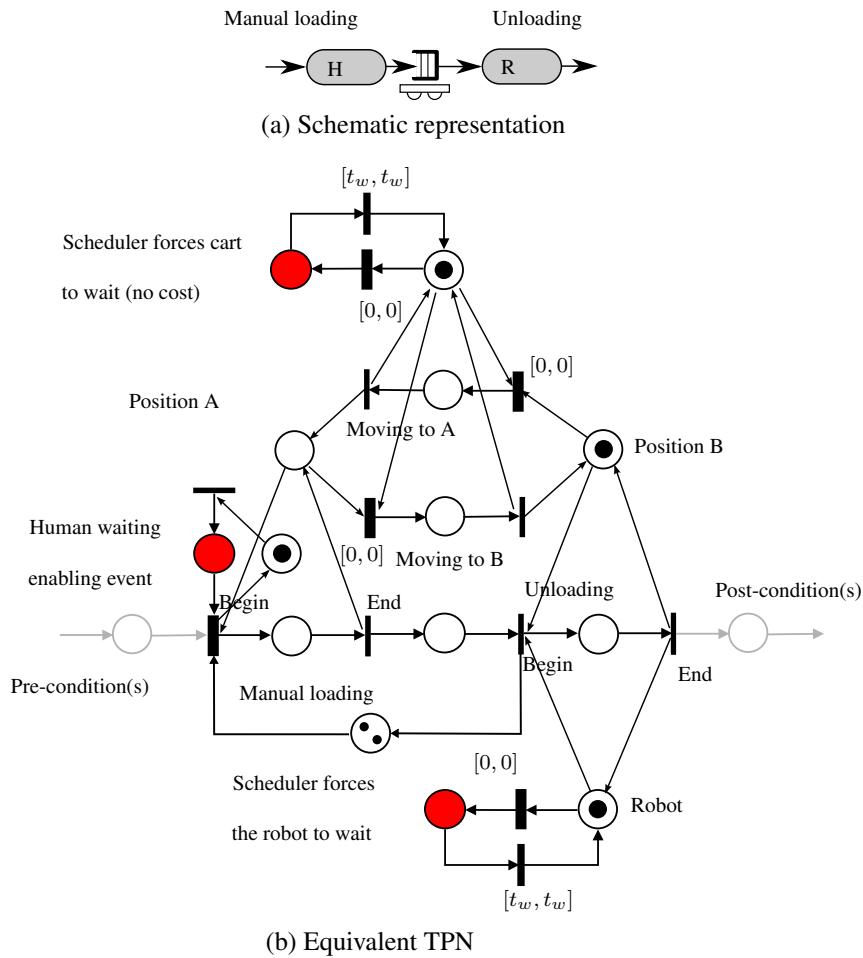 Manual loading
Unloading
H
R
(a) Schematic representation
[t_w, t_w]
Scheduler forces cart
to wait (no cost)
[0, 0]
[0, 0]
Position A
Moving to A
Position B
Human waiting
enabling event
[0, 0]
Moving to B
Begin
End
Unloading
Post-condition(s)
Pre-condition(s)
Begin
End
Manual loading
Scheduler forces
the robot to wait
[0, 0]
Robot
[t_w, t_w]
(b) Equivalent TPN